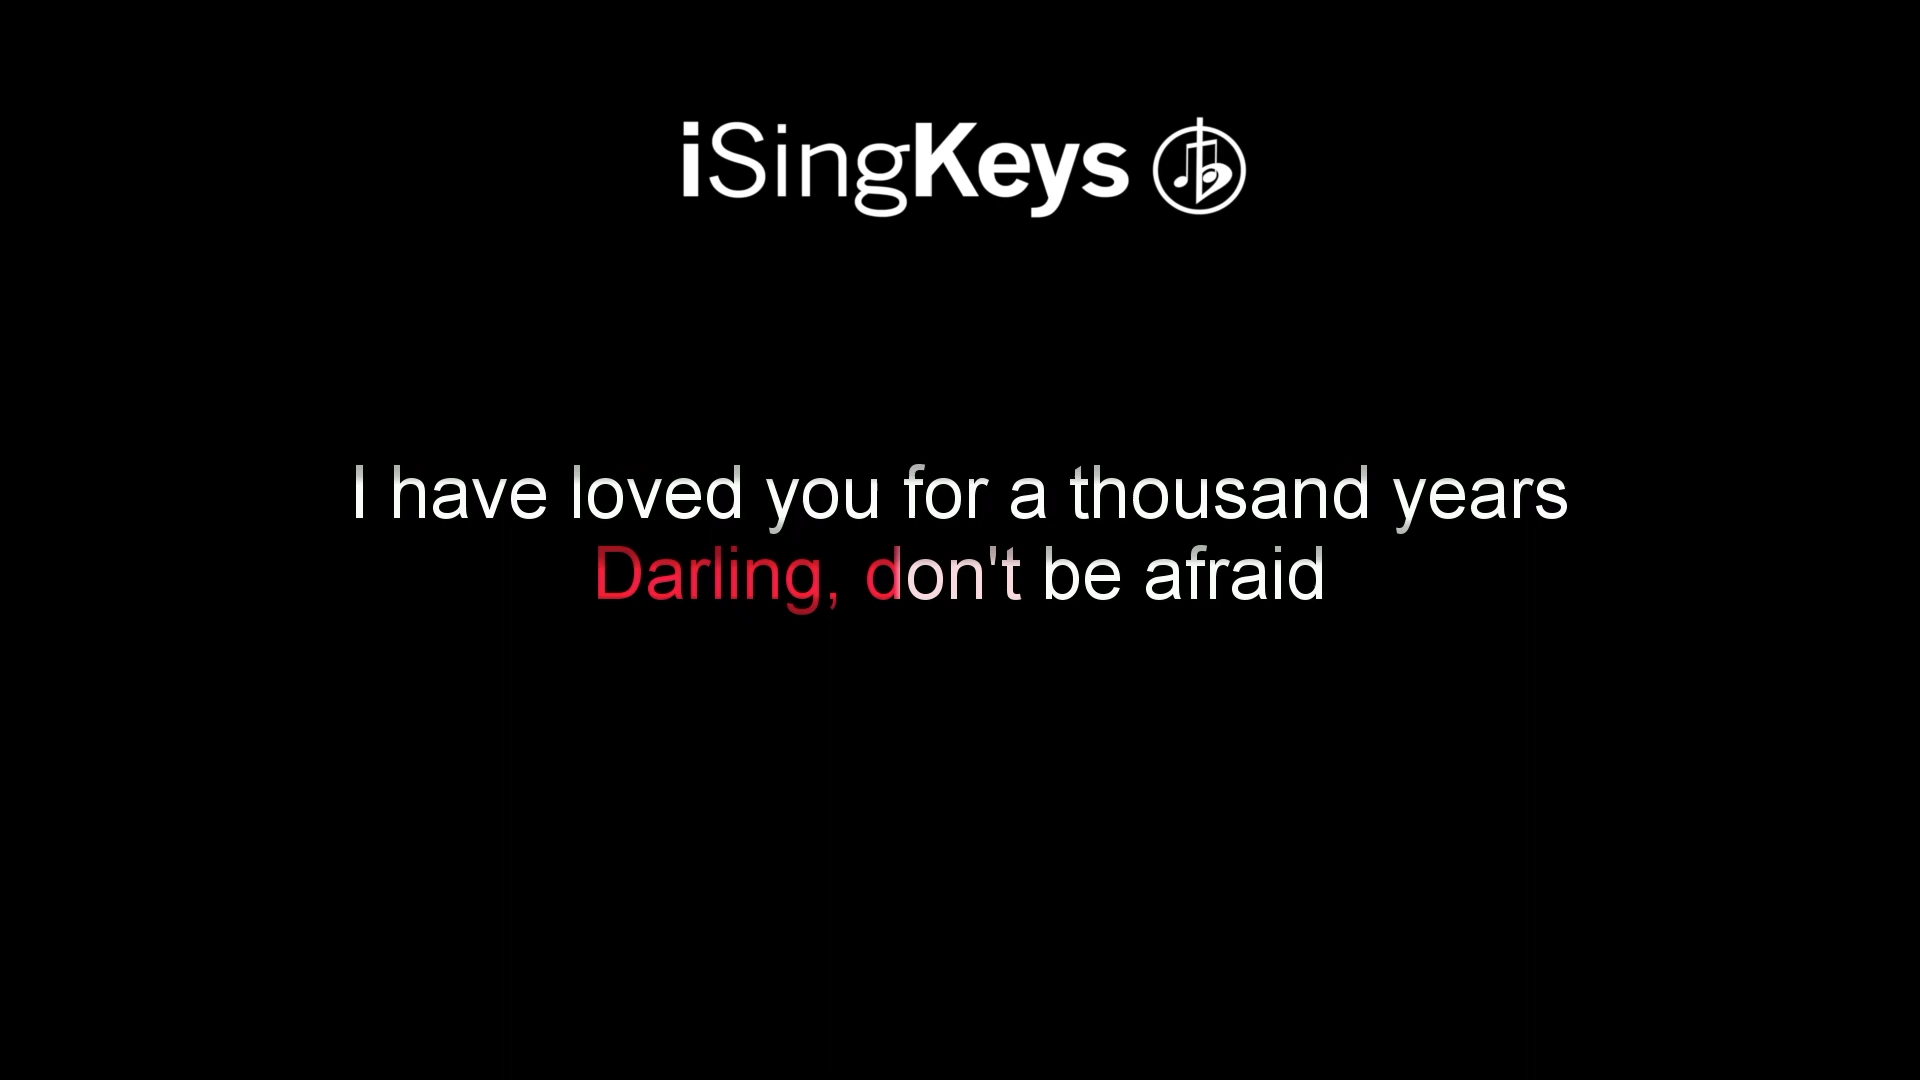 iSingKeys
I have loved you for a thousand years
Darling, don't be afraid